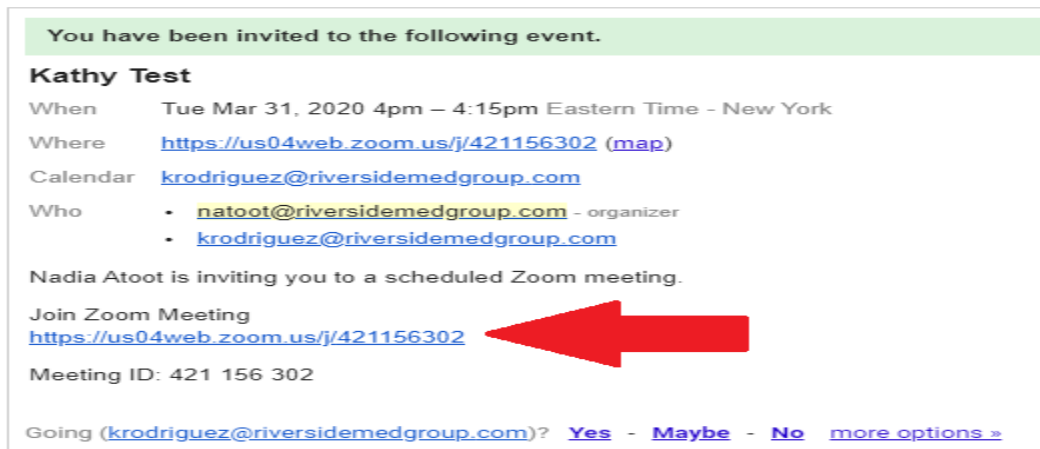 You have been invited to the following event.
Kathy Test
When Tue Mar 31, 2020 4pm – 4:15pm Eastern Time - New York
Where https://us04web.zoom.us/j/421156302 (map)
Calendar krodriguez@riversidemedgroup.com
Who • natoot@riversidemedgroup.com - organizer
• krodriguez@riversidemedgroup.com
Nadia Atoot is inviting you to a scheduled Zoom meeting.
Join Zoom Meeting
https://us04web.zoom.us/j/421156302
Meeting ID: 421 156 302
Going (krodriguez@riversidemedgroup.com)? Yes - Maybe - No more options »